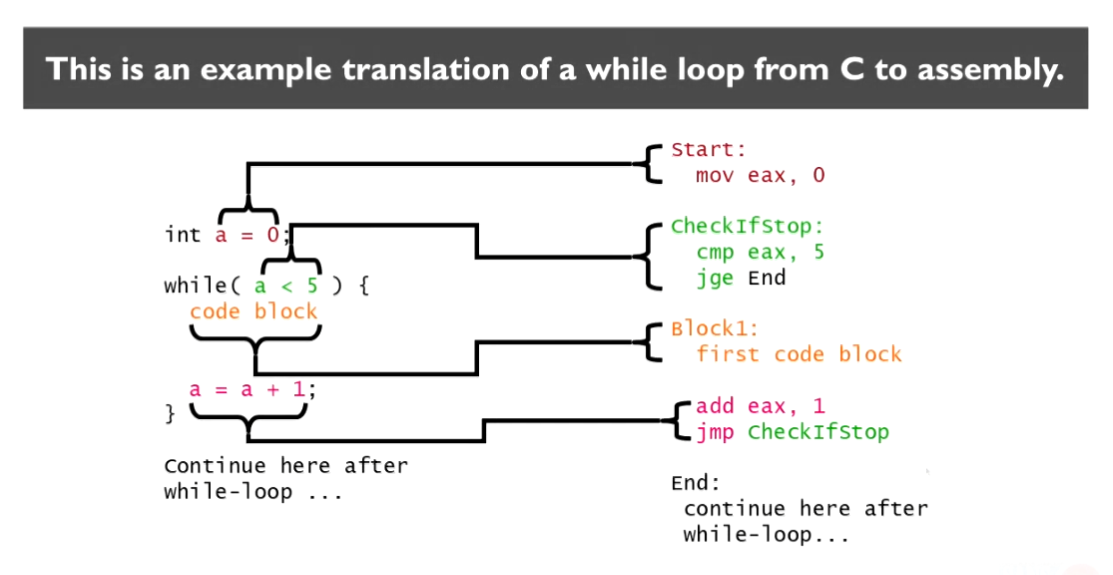 This is an example translation of a while loop from C to assembly.
int a = 0;
while( a < 5 ) {
code block
a = a + 1;
}
Continue here after
while-loop ...
Start:
mov eax, 0
CheckIfStop:
cmp eax, 5
jge End
Block1:
first code block
add eax, 1
jmp CheckIfStop
End:
continue here after
while-loop...